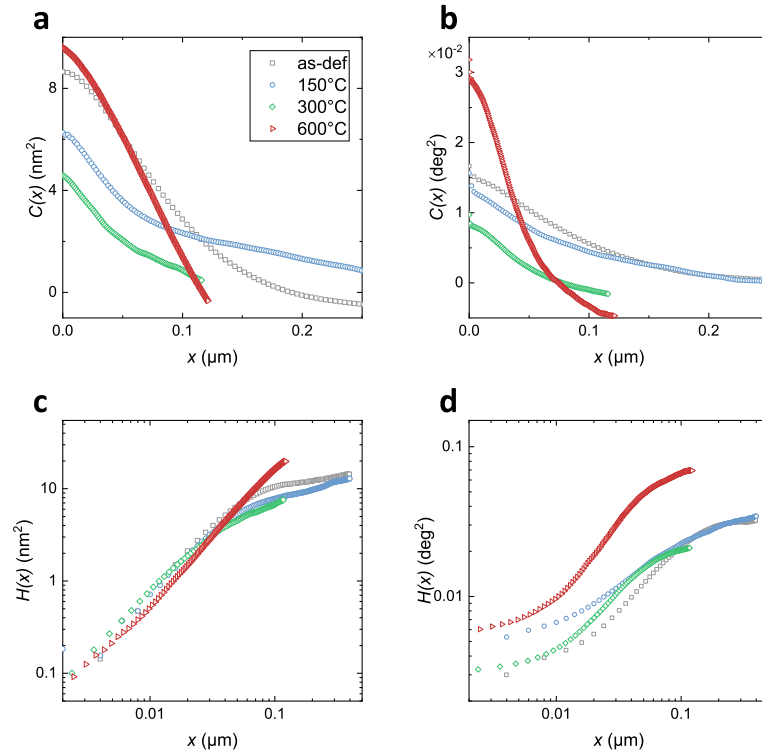 a
C(x) (nm²)
8
4
0
0.0
0.1
0.2
x (µm)
as-def
150°C
300°C
600°C
b
×10⁻²
C(x) (deg²)
3
2
1
0
0.0
0.1
0.2
x (µm)
c
H(x) (nm²)
10
1
0.1
0.01
0.1
x (µm)
d
H(x) (deg²)
0.1
0.01
0.01
0.1
x (µm)